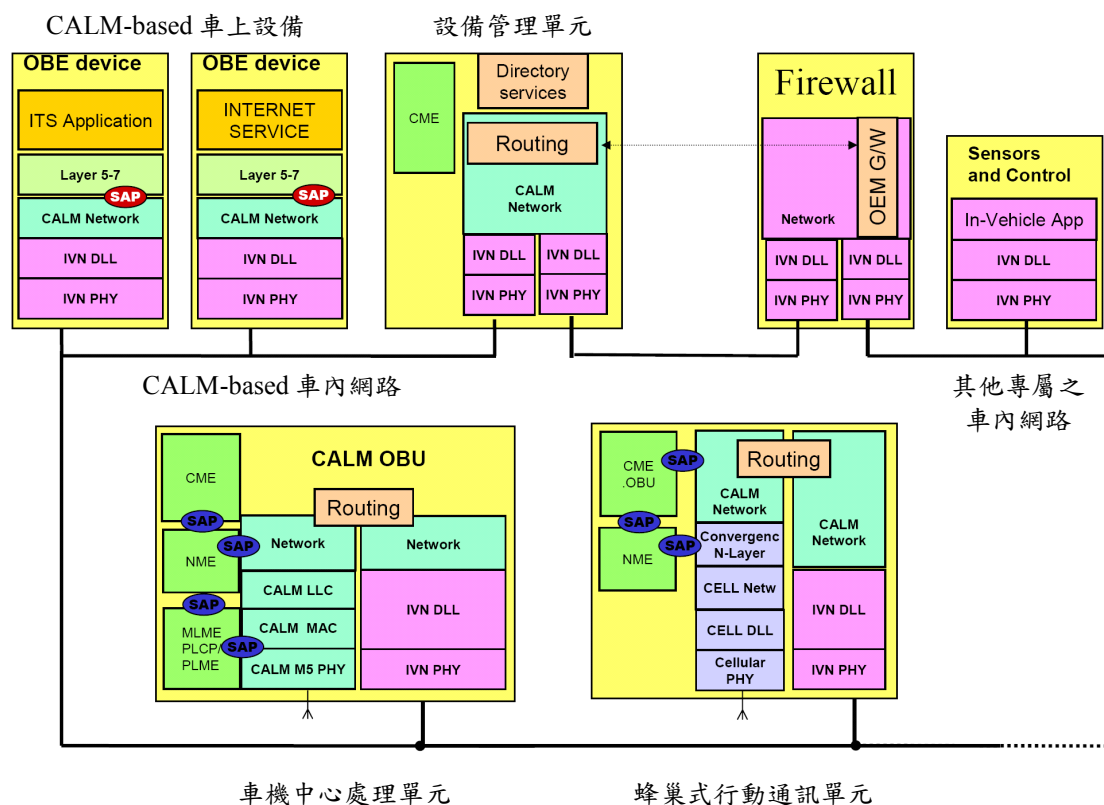 CALM-based 車上設備
設備管理單元
OBE device
ITS Application
Layer 5-7
SAP
CALM Network
IVN DLL
IVN PHY
OBE device
INTERNET
SERVICE
Layer 5-7
SAP
CALM Network
IVN DLL
IVN PHY
CME
Directory
services
Routing
CALM
Network
IVN DLL
IVN PHY
IVN DLL
IVN PHY
Firewall
Network
OEM G/W
IVN DLL
IVN PHY
IVN DLL
IVN PHY
Sensors
and Control
In-Vehicle App
IVN DLL
IVN PHY
CALM-based 車內網路
其他專屬之
車內網路
CALM OBU
CME
SAP
NME
SAP
SAP
MLME
PLCP/
PLME
SAP
Routing
Network
CALM LLC
CALM MAC
CALM M5 PHY
Network
IVN DLL
IVN PHY
CME
.OBU
SAP
SAP
NME
SAP
Routing
CALM
Network
Convergenc
N-Layer
CELL Netw
CELL DLL
Cellular
PHY
CALM
Network
IVN DLL
IVN PHY
車機中心處理單元
蜂巢式行動通訊單元